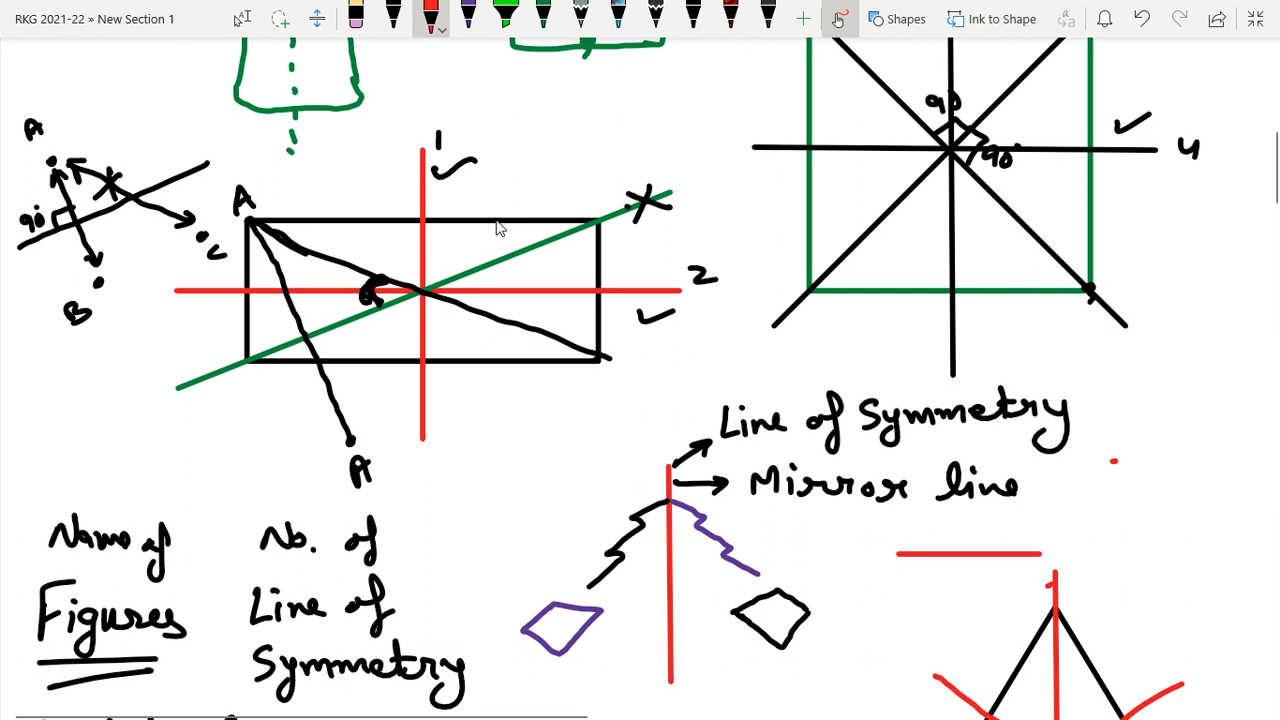 RKG 2021-22 » New Section 1
Shapes
Ink to Shape
A
90
B
C
A
1
2
A
90
90°
4
Line of Symmetry
Mirror line
Name of
Figures
No. of
Line of
Symmetry